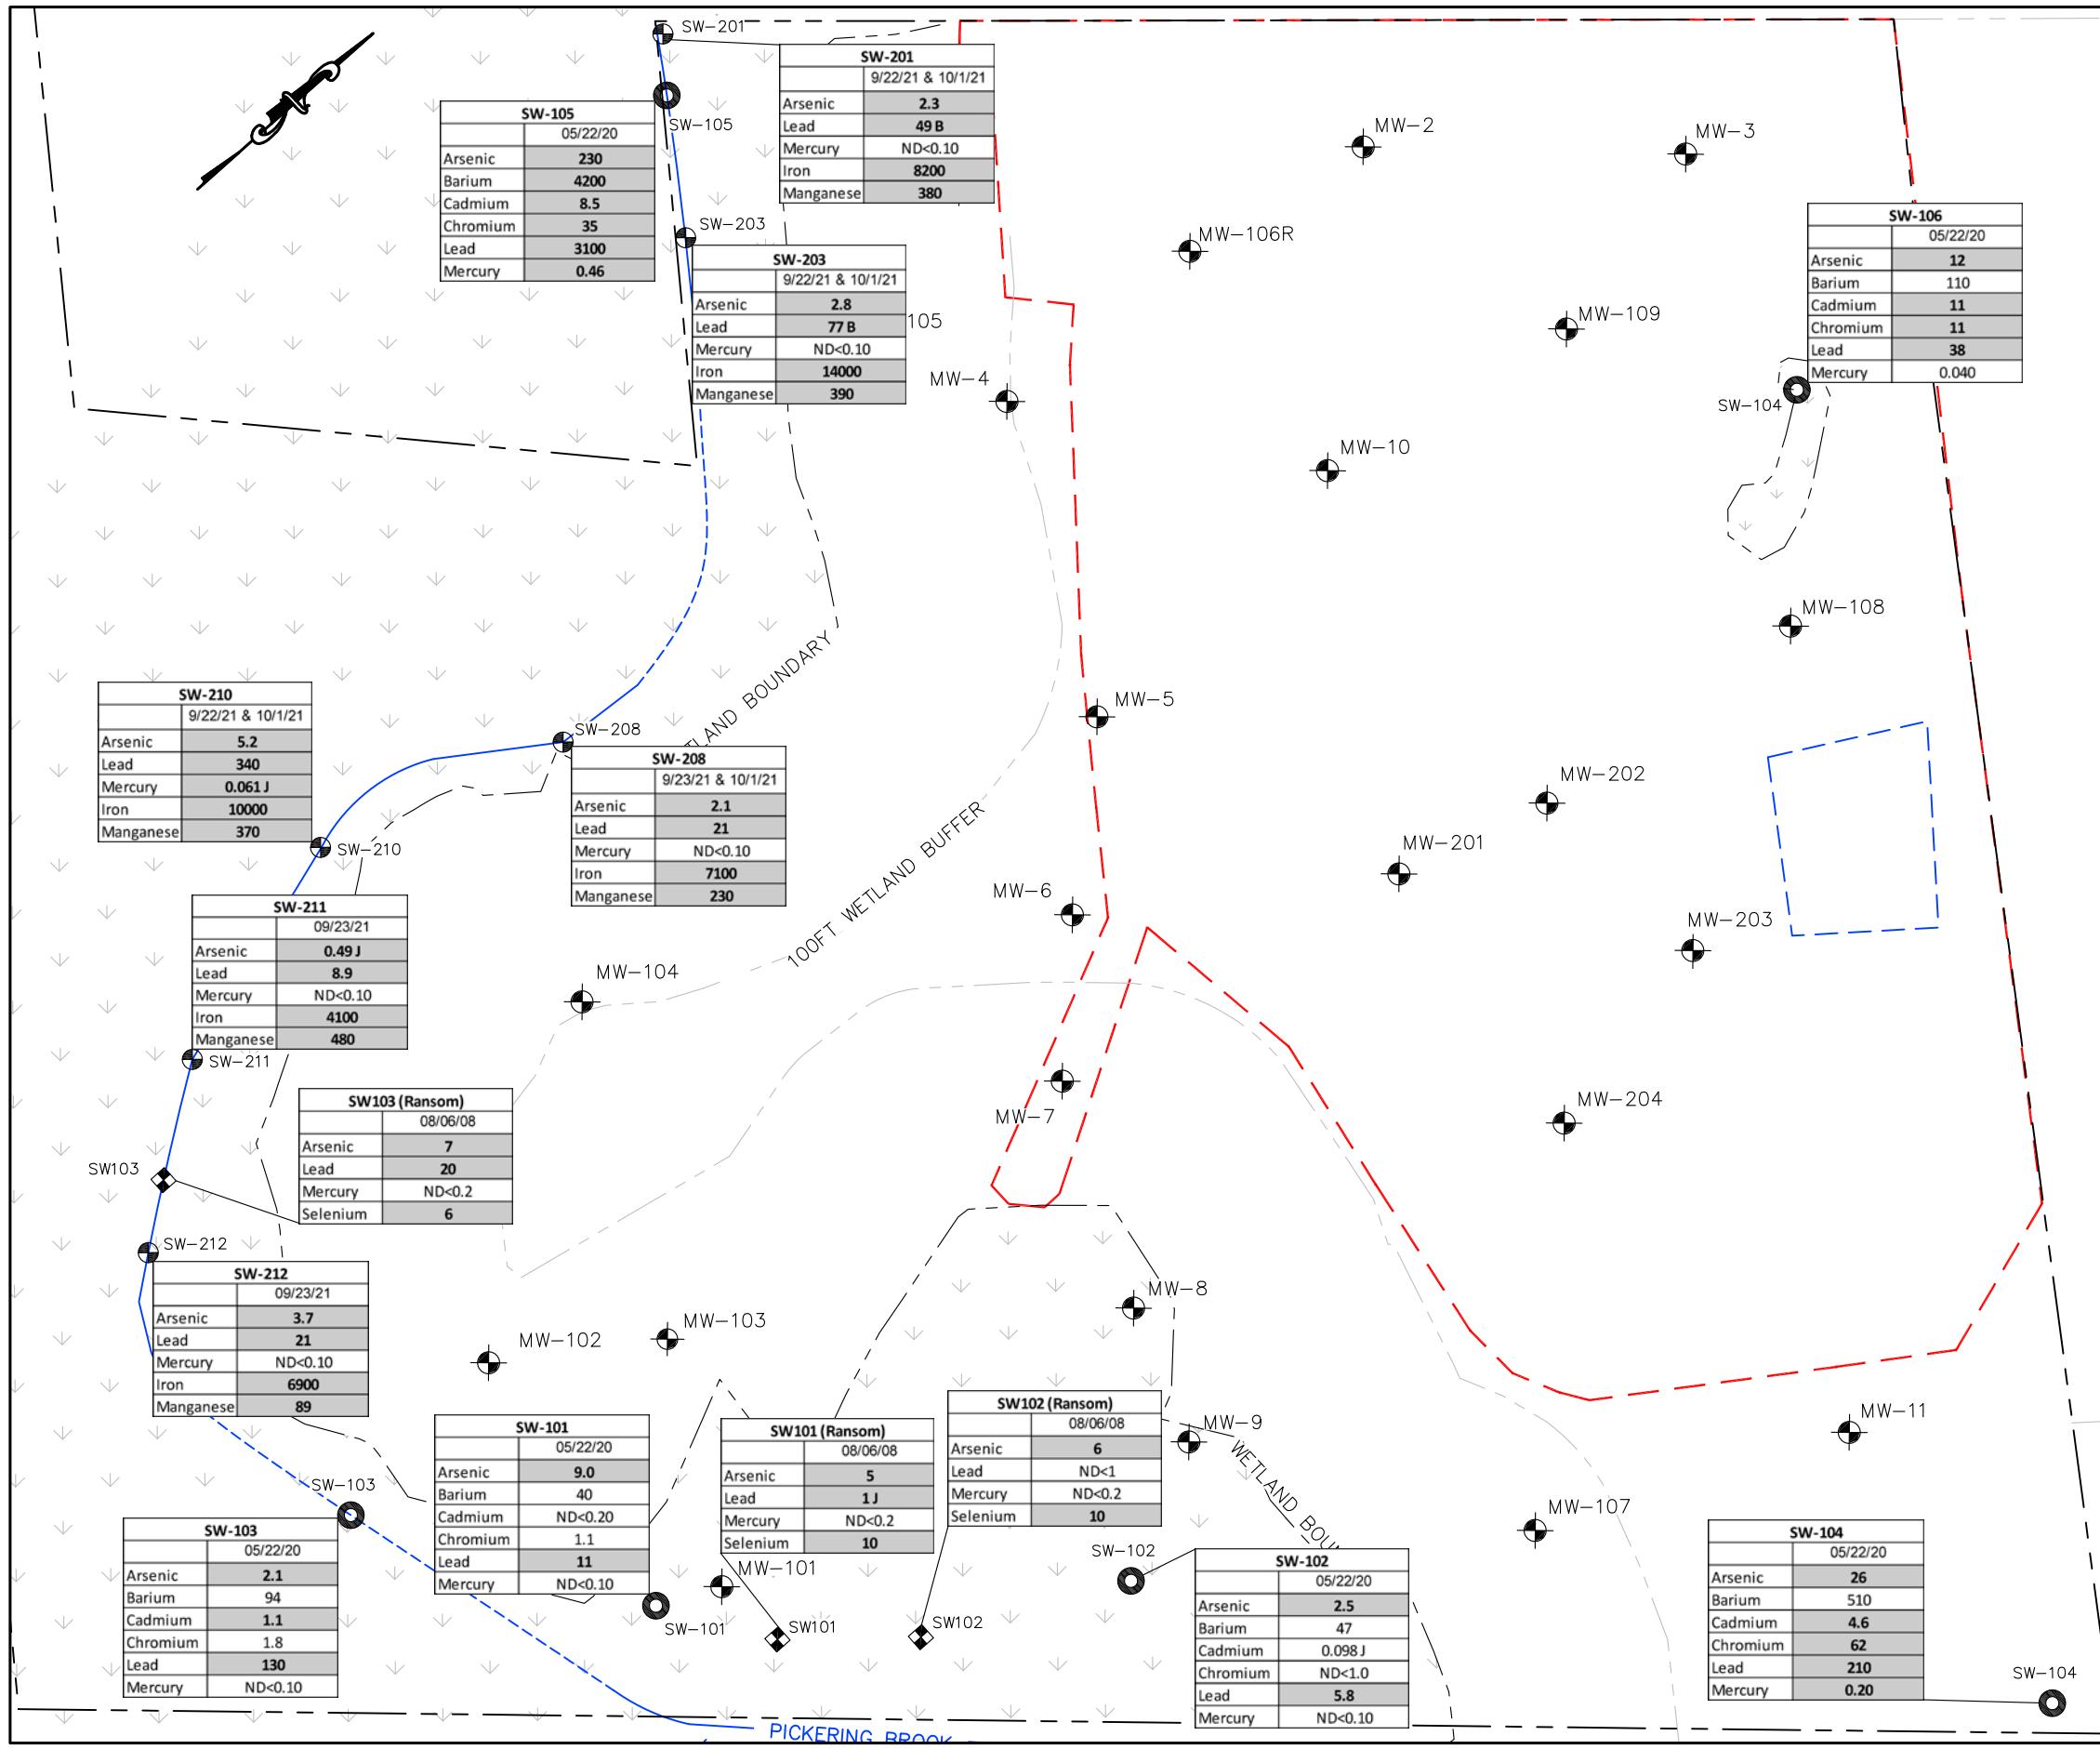 SW-201
SW-201
9/22/21 & 10/1/21
Arsenic 2.3
Lead 49 B
Mercury ND<0.10
Iron 8200
Manganese 380
SW-105
05/22/20
Arsenic 230
Barium 4200
Cadmium 8.5
Chromium 35
Lead 3100
Mercury 0.46
SW-105
MW-2
MW-3
SW-203
SW-203
9/22/21 & 10/1/21
Arsenic 2.8
Lead 77 B
Mercury ND<0.10
Iron 14000
Manganese 390
105
MW-106R
SW-106
05/22/20
Arsenic 12
Barium 110
Cadmium 11
Chromium 11
Lead 38
Mercury 0.040
MW-109
MW-4
SW-104
MW-10
MW-108
TLAND BOUNDARY
MW-5
SW-210
9/22/21 & 10/1/21
Arsenic 5.2
Lead 340
Mercury 0.061 J
Iron 10000
Manganese 370
SW-208
SW-208
9/23/21 & 10/1/21
Arsenic 2.1
Lead 21
Mercury ND<0.10
Iron 7100
Manganese 230
MW-202
SW-210
MW-201
100FT WETLAND BUFFER
MW-6
MW-203
SW-211
09/23/21
Arsenic 0.49 J
Lead 8.9
Mercury ND<0.10
Iron 4100
Manganese 480
MW-104
SW-211
MW-7
MW-204
SW103 (Ransom)
08/06/08
Arsenic 7
Lead 20
Mercury ND<0.2
Selenium 6
SW103
SW-212
SW-212
09/23/21
Arsenic 3.7
Lead 21
Mercury ND<0.10
Iron 6900
Manganese 89
MW-8
MW-102
MW-103
SW-101
05/22/20
Arsenic 9.0
Barium 40
Cadmium ND<0.20
Chromium 1.1
Lead 11
Mercury ND<0.10
SW101 (Ransom)
08/06/08
Arsenic 5
Lead 1 J
Mercury ND<0.2
Selenium 10
SW102 (Ransom)
08/06/08
Arsenic 6
Lead ND<1
Mercury ND<0.2
Selenium 10
MW-9
WETLAND BOU
MW-11
MW-107
SW-103
SW-103
05/22/20
Arsenic 2.1
Barium 94
Cadmium 1.1
Chromium 1.8
Lead 130
Mercury ND<0.10
MW-101
SW-101
SW101
SW102
SW-102
SW-102
05/22/20
Arsenic 2.5
Barium 47
Cadmium 0.098 J
Chromium ND<1.0
Lead 5.8
Mercury ND<0.10
SW-104
05/22/20
Arsenic 26
Barium 510
Cadmium 4.6
Chromium 62
Lead 210
Mercury 0.20
SW-104
PICKERING BROOK